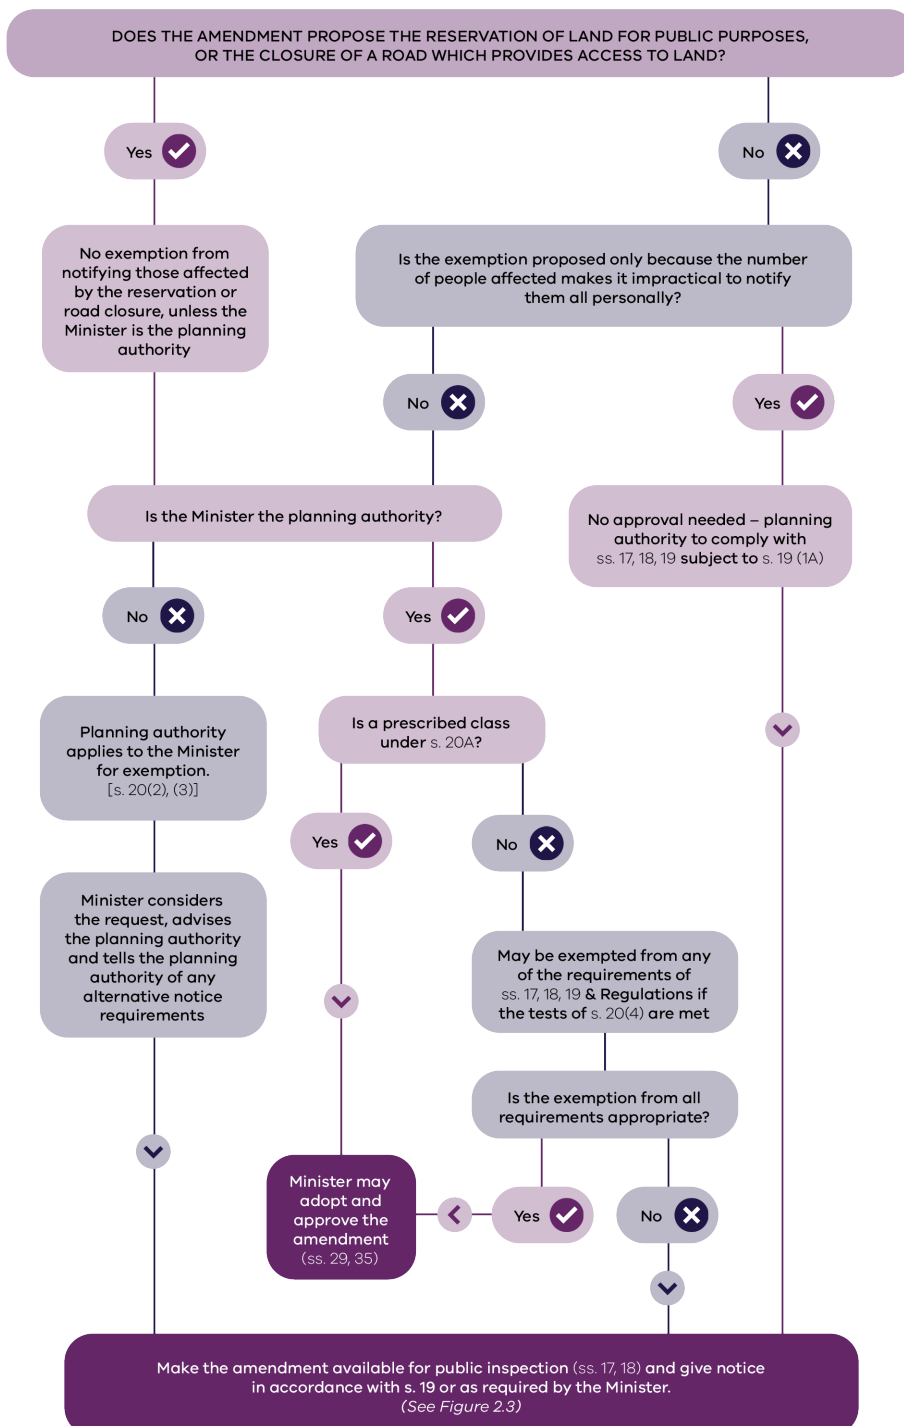 DOES THE AMENDMENT PROPOSE THE RESERVATION OF LAND FOR PUBLIC PURPOSES,
OR THE CLOSURE OF A ROAD WHICH PROVIDES ACCESS TO LAND?
Yes
No
No exemption from
notifying those affected
by the reservation or
road closure, unless the
Minister is the planning
authority
Is the exemption proposed only because the number
of people affected makes it impractical to notify
them all personally?
No
Yes
Is the Minister the planning authority?
No approval needed – planning
authority to comply with
ss. 17, 18, 19 subject to s. 19 (1A)
No
Yes
Planning authority
applies to the Minister
for exemption.
[s. 20(2), (3)]
Is a prescribed class
under s. 20A?
Yes
No
Minister considers
the request, advises
the planning authority
and tells the planning
authority of any
alternative notice
requirements
May be exempted from any
of the requirements of
ss. 17, 18, 19 & Regulations if
the tests of s. 20(4) are met
Is the exemption from all
requirements appropriate?
Minister may
adopt and
approve the
amendment
(ss. 29, 35)
Yes
No
Make the amendment available for public inspection (ss. 17, 18) and give notice
in accordance with s. 19 or as required by the Minister.
(See Figure 2.3)